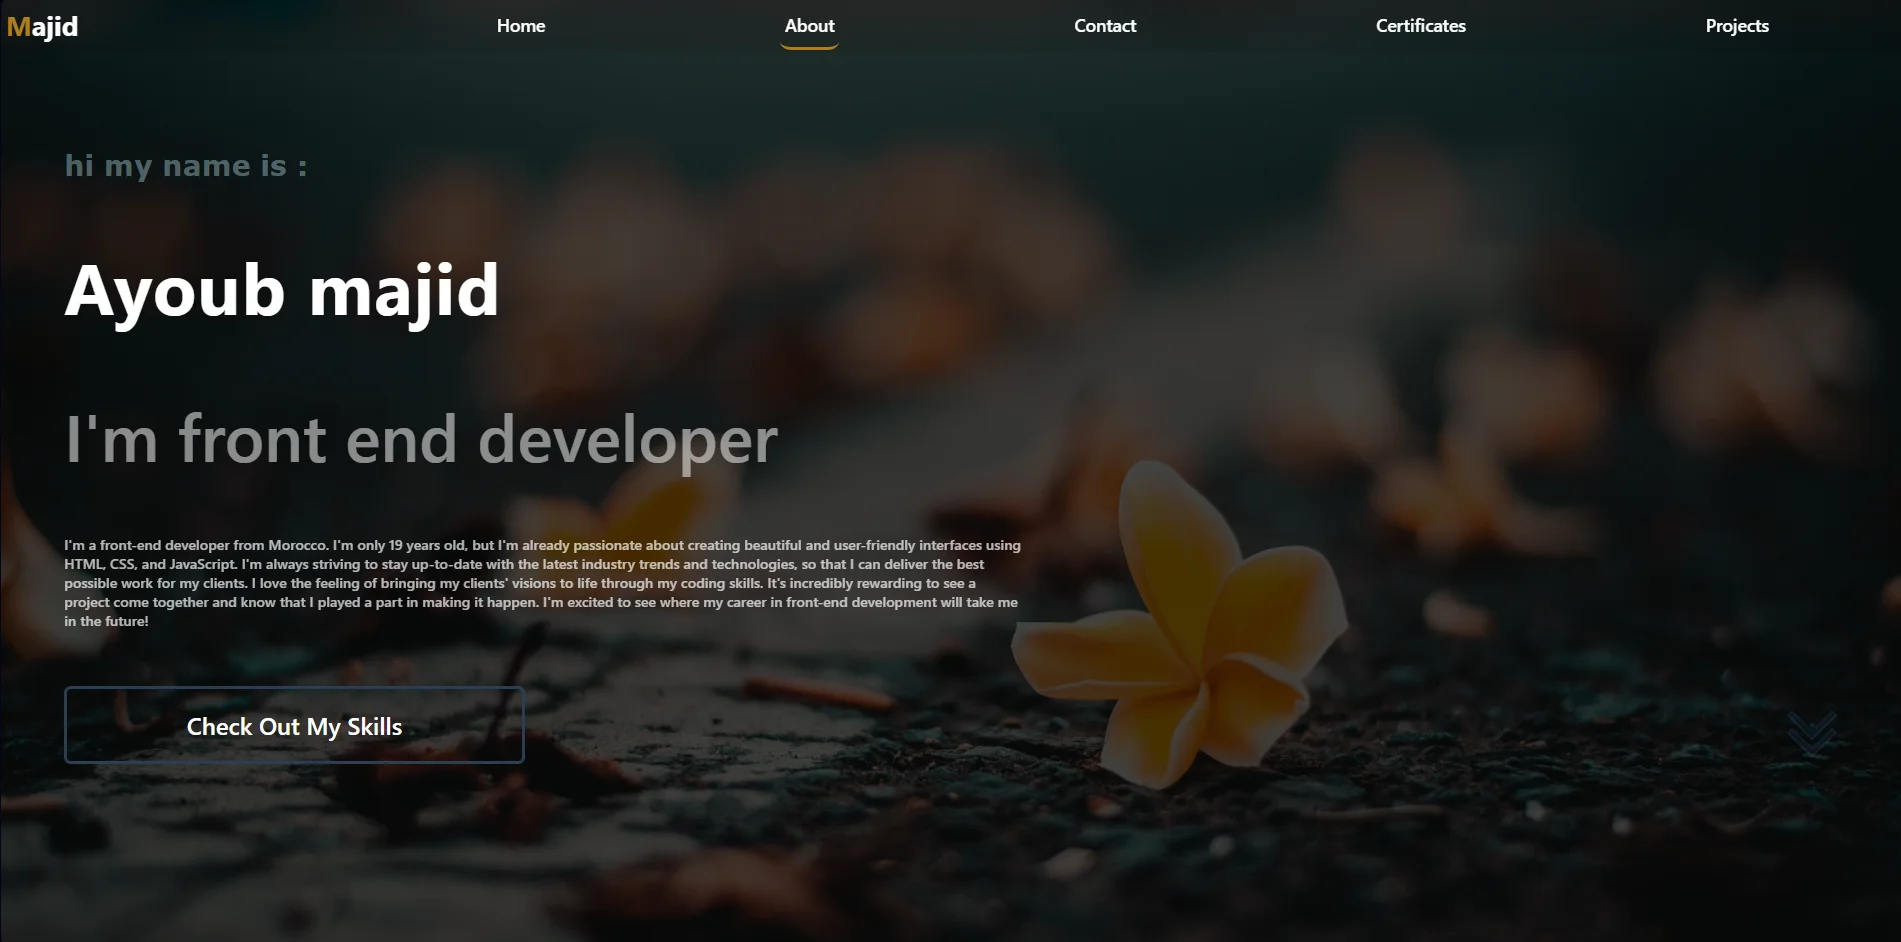 Majid
Home
About
Contact
Certificates
Projects
hi my name is :
Ayoub majid
I'm front end developer
I'm a front-end developer from Morocco. I'm only 19 years old, but I'm already passionate about creating beautiful and user-friendly interfaces using
HTML, CSS, and JavaScript. I'm always striving to stay up-to-date with the latest industry trends and technologies, so that I can deliver the best
possible work for my clients. I love the feeling of bringing my clients' visions to life through my coding skills. It's incredibly rewarding to see a
project come together and know that I played a part in making it happen. I'm excited to see where my career in front-end development will take me
in the future!
Check Out My Skills